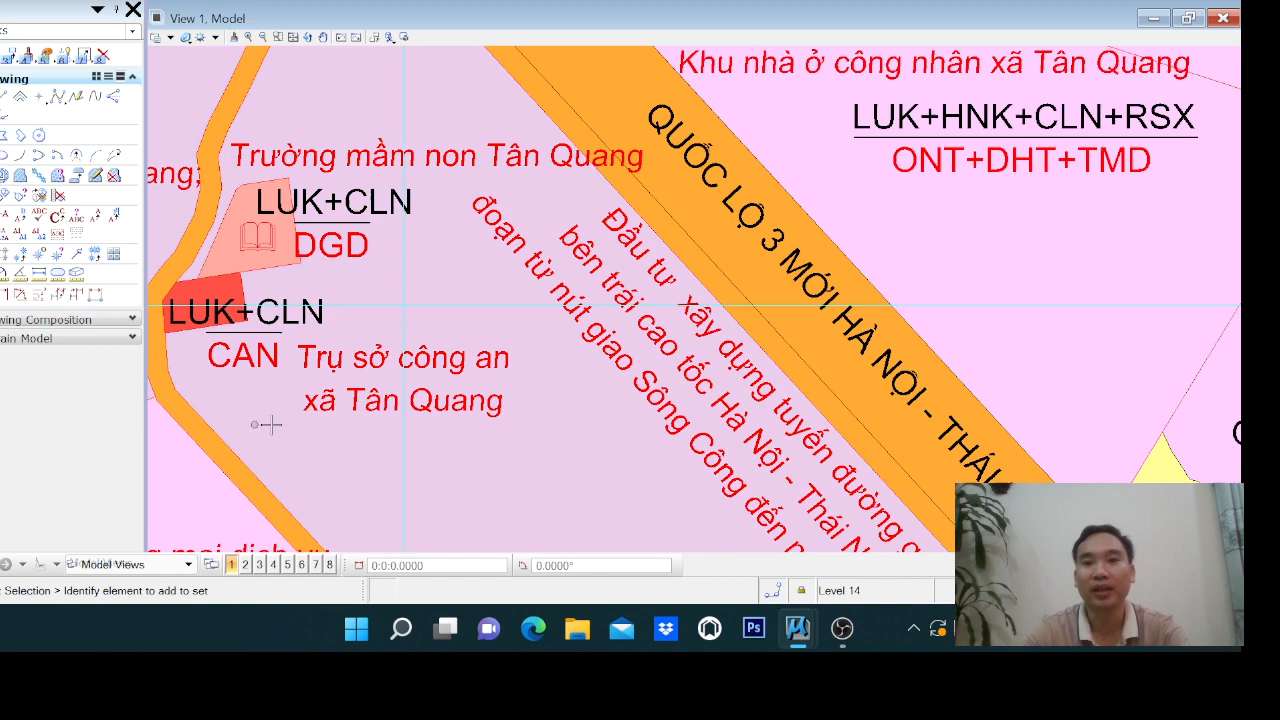 View 1, Model
Khu nhà ở công nhân xã Tân Quang
LUK+HNK+CLN+RSX
ONT+DHT+TMD
QUỐC LỘ 3 MỚI HÀ NỘI - THÁI
Trường mầm non Tân Quang
ang;
LUK+CLN
DGD
LUK+CLN
CAN
Trụ sở công an
xã Tân Quang
Đầu tư xây dựng tuyến đường g
bên trái cao tốc Hà Nội - Thái N
đoạn từ nút giao Sông Công đến n
wing
wing Composition
rain Model
Model Views
1 2 3 4 5 6 7 8
0:0:0.0000
0.0000°
Selection > Identify element to add to set
Level 14
Ps